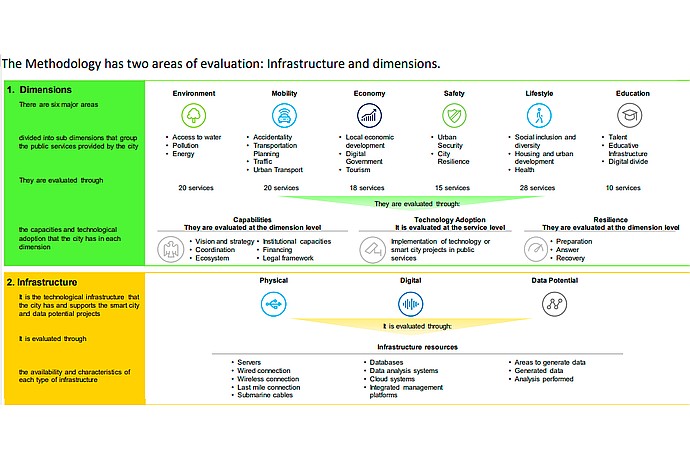 The Methodology has two areas of evaluation: Infrastructure and dimensions.
1. Dimensions
There are six major areas
divided into sub dimensions that group
the public services provided by the city
They are evaluated through
the capacities and technological
adoption that the city has in each
dimension
Environment
• Access to water
• Pollution
• Energy
20 services
Mobility
• Accidentality
• Transportation
Planning
• Traffic
• Urban Transport
20 services
Economy
• Local economic
development
• Digital
Government
• Tourism
18 services
Safety
• Urban
Security
• City
Resilience
15 services
Lifestyle
• Social inclusion and
diversity
• Housing and urban
development
• Health
28 services
Education
• Talent
• Educative
Infrastructure
• Digital divide
10 services
They are evaluated through:
Capabilities
They are evaluated at the dimension level
• Vision and strategy
• Coordination
• Ecosystem
• Institutional capacities
• Financing
• Legal framework
Technology Adoption
It is evaluated at the service level
Implementation of technology or
smart city projects in public
services
Resilience
They are evaluated at the dimension level
• Preparation
• Answer
• Recovery
2. Infrastructure
It is the technological infrastructure that
the city has and supports the smart city
and data potential projects
It is evaluated through
the availability and characteristics of
each type of infrastructure
Physical
Digital
Data Potential
It is evaluated through:
Infrastructure resources
• Servers
• Wired connection
• Wireless connection
• Last mile connection
• Submarine cables
• Databases
• Data analysis systems
• Cloud systems
• Integrated management
platforms
• Areas to generate data
• Generated data
• Analysis performed